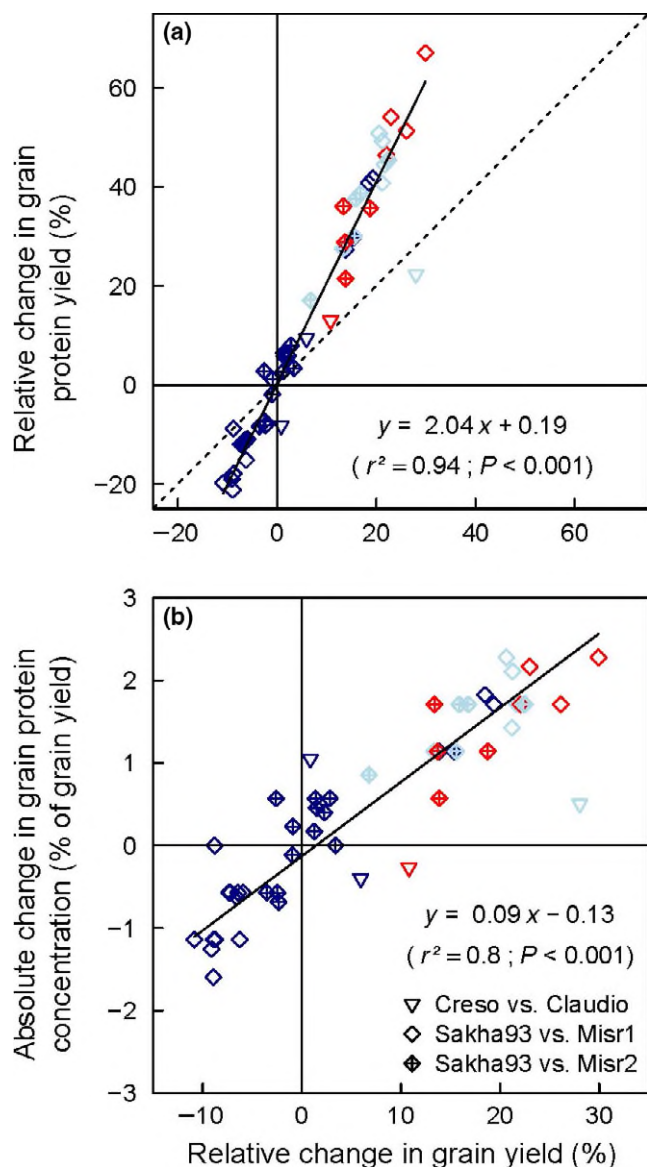 (a)
Relative change in grain
protein yield (%)
60
40
20
0
−20
y = 2.04 x + 0.19
( r² = 0.94 ; P < 0.001)
−20 0 20 40 60
(b)
Absolute change in grain protein
concentration (% of grain yield)
3
2
1
0
−1
−2
−3
y = 0.09 x − 0.13
( r² = 0.8 ; P < 0.001)
Creso vs. Claudio
Sakha93 vs. Misr1
Sakha93 vs. Misr2
−10 0 10 20 30
Relative change in grain yield (%)